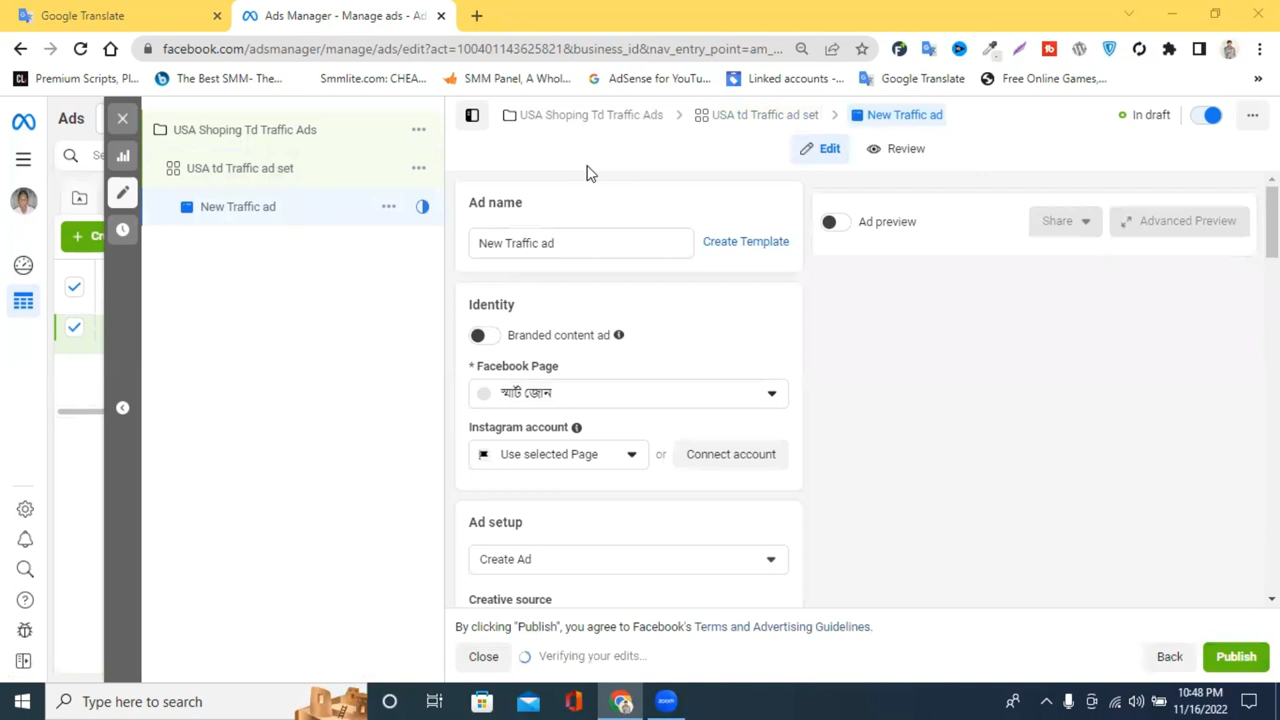 Google Translate
Ads Manager - Manage ads - Ad
facebook.com/adsmanager/manage/ads/edit?act=100401143625821&business_id&nav_entry_point=am_...
CL Premium Scripts, Pl...
The Best SMM- The...
Smmlite.com: CHEA...
SMM Panel, A Whol...
AdSense for YouTu...
Linked accounts -...
Google Translate
Free Online Games,...
Ads
USA Shoping Td Traffic Ads
USA td Traffic ad set
New Traffic ad
USA Shoping Td Traffic Ads
USA td Traffic ad set
New Traffic ad
In draft
Edit
Review
Se
Cr
Ad name
New Traffic ad
Create Template
Ad preview
Share
Advanced Preview
Identity
Branded content ad
* Facebook Page
স্মার্ট জোন
Instagram account
Use selected Page
or
Connect account
Ad setup
Create Ad
Creative source
By clicking "Publish", you agree to Facebook's Terms and Advertising Guidelines.
Close
Verifying your edits...
Back
Publish
Type here to search
zoom
10:48 PM
11/16/2022